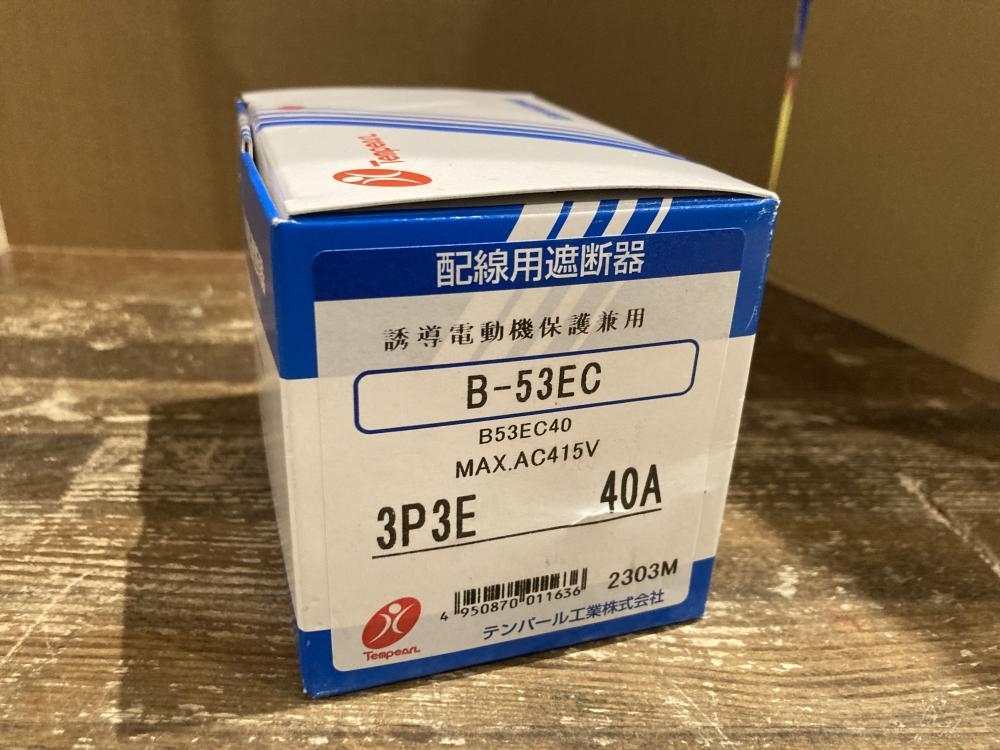 Tempearl
配線用遮断器
誘導電動機保護兼用
B-53EC
B53EC40
MAX.AC415V
3P3E 40A
4 950870 011636
2303M
Tempearl
テンパール工業株式会社